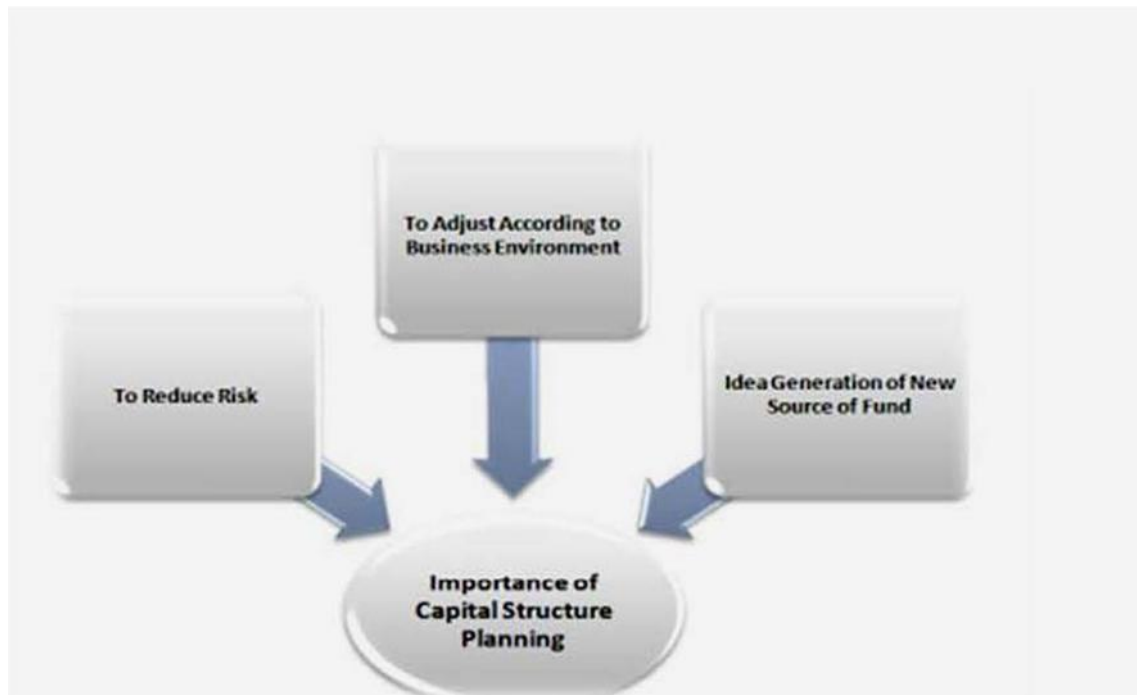 To Adjust According to
Business Environment
To Reduce Risk
Idea Generation of New
Source of Fund
Importance of
Capital Structure
Planning